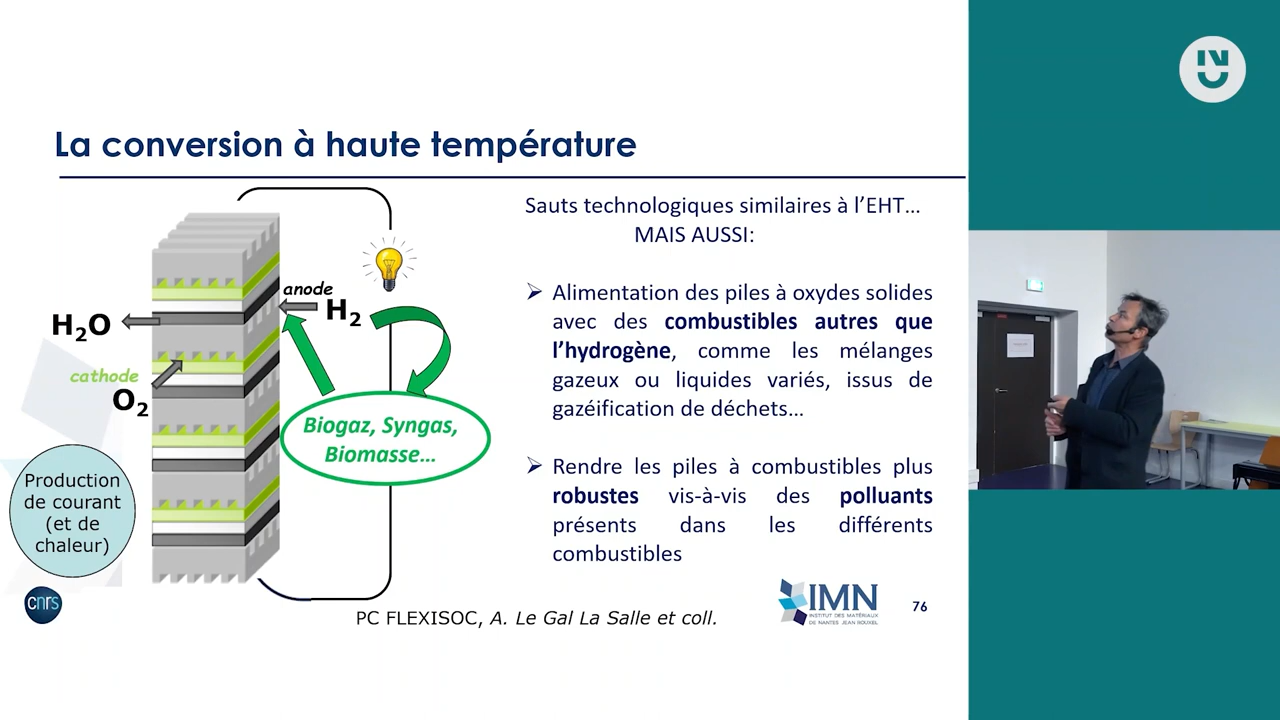 La conversion à haute température
Sauts technologiques similaires à l’EHT…
MAIS AUSSI:
➢ Alimentation des piles à oxydes solides
avec des combustibles autres que
l’hydrogène, comme les mélanges
gazeux ou liquides variés, issus de
gazéification de déchets…
➢ Rendre les piles à combustibles plus
robustes vis-à-vis des polluants
présents dans les différents
combustibles
anode
H₂
H₂O
cathode
O₂
Biogaz, Syngas,
Biomasse…
Production
de courant
(et de
chaleur)
cnrs
PC FLEXISOC, A. Le Gal La Salle et coll.
IMN
INSTITUT DES MATÉRIAUX
DE NANTES JEAN ROUXEL
76